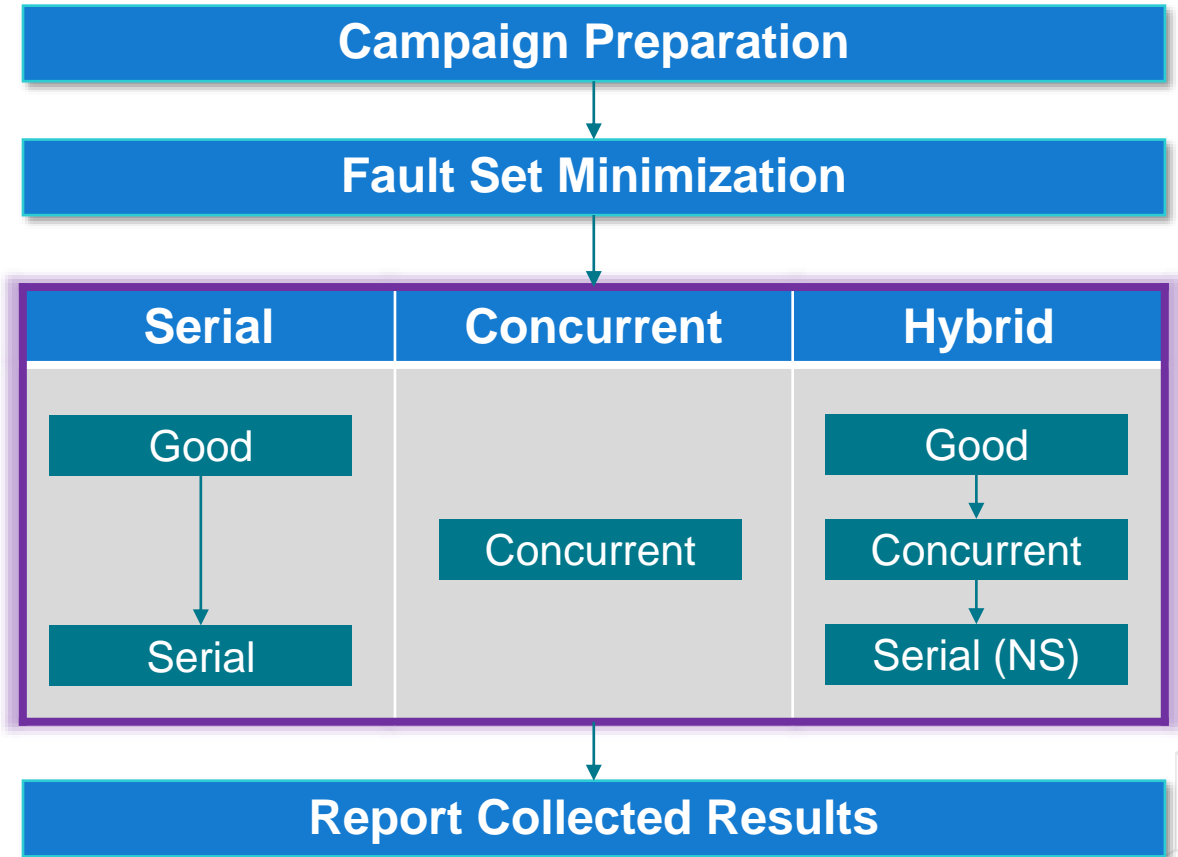 Campaign Preparation
Fault Set Minimization
Serial
Concurrent
Hybrid
Good
Serial
Concurrent
Good
Concurrent
Serial (NS)
Report Collected Results